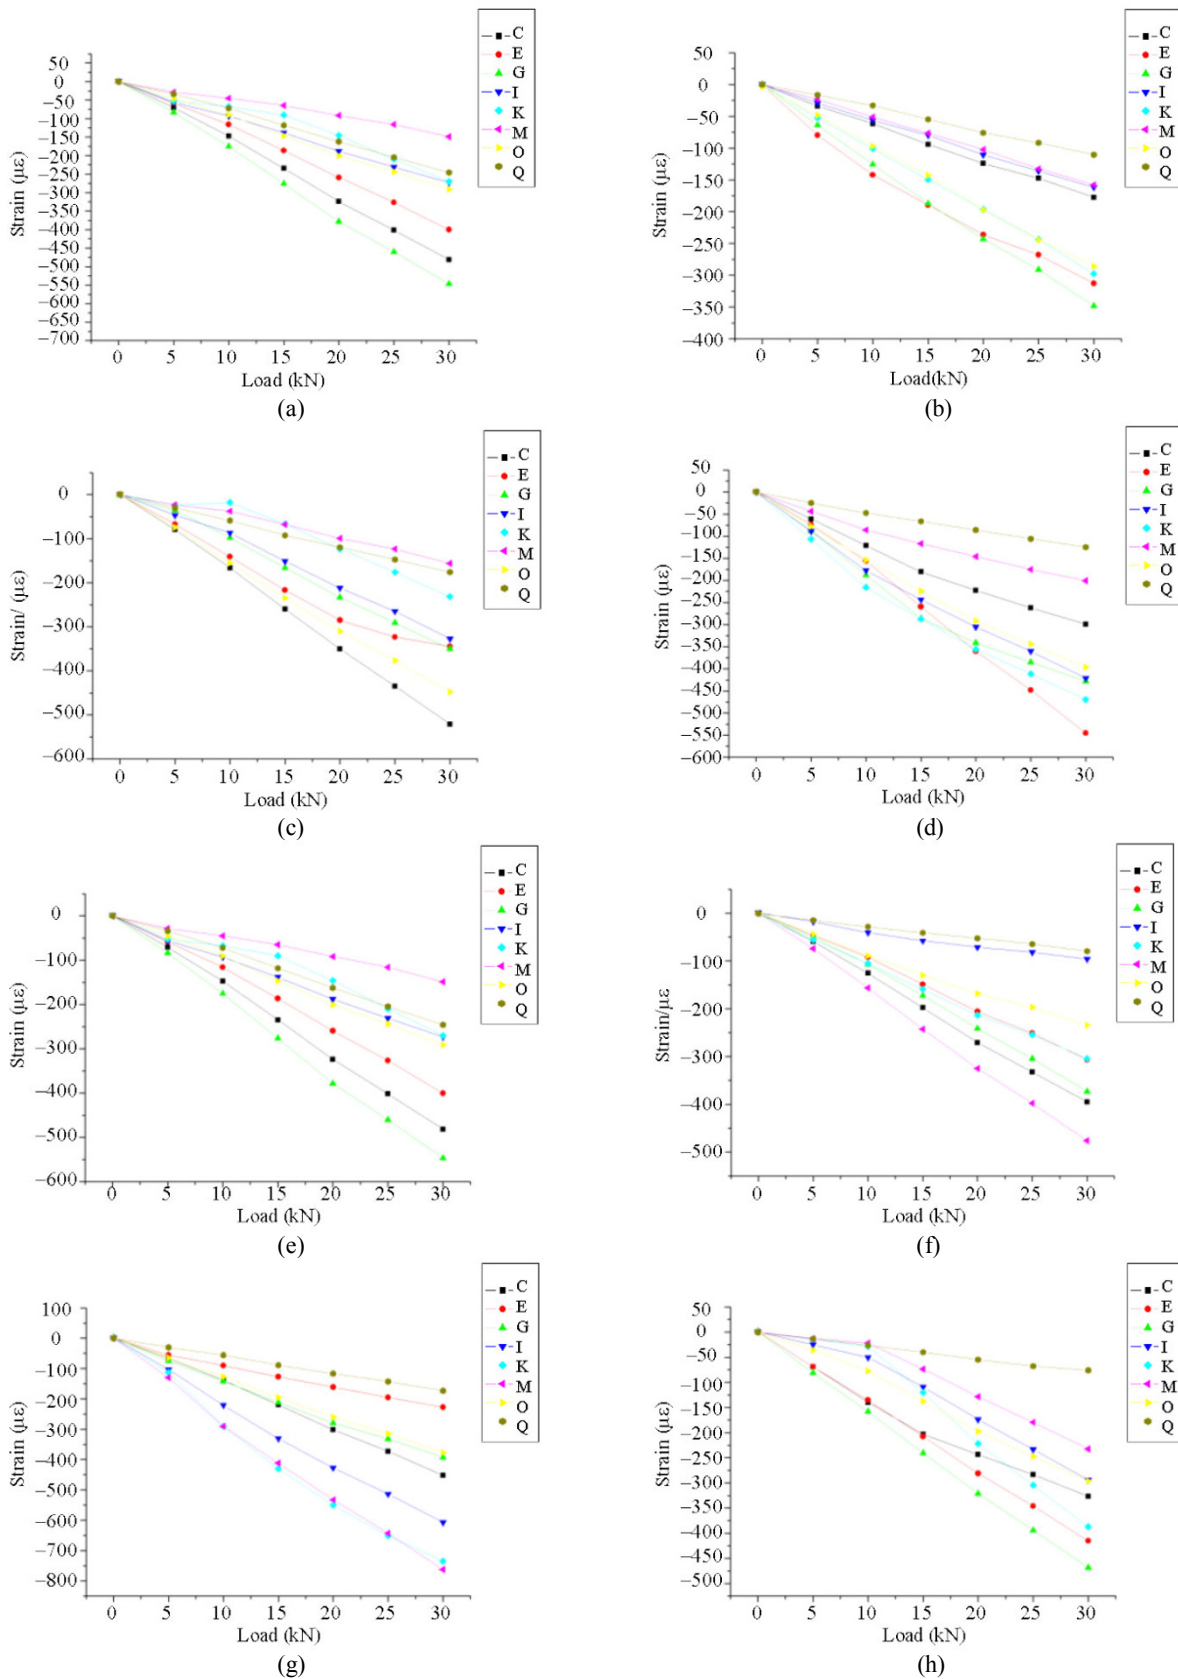 C
E
G
I
K
M
O
Q
50
0
−50
−100
−150
−200
−250
−300
−350
−400
−450
−500
−550
−600
−650
−700
Strain (με)
0 5 10 15 20 25 30
Load (kN)
(a)
C
E
G
I
K
M
O
Q
50
0
−50
−100
−150
−200
−250
−300
−350
−400
Strain (με)
0 5 10 15 20 25 30
Load(kN)
(b)
C
E
G
I
K
M
O
Q
0
−100
−200
−300
−400
−500
−600
Strain/ (με)
0 5 10 15 20 25 30
Load (kN)
(c)
C
E
G
I
K
M
O
Q
50
0
−50
−100
−150
−200
−250
−300
−350
−400
−450
−500
−550
−600
Strain (με)
0 5 10 15 20 25 30
Load (kN)
(d)
C
E
G
I
K
M
O
Q
0
−100
−200
−300
−400
−500
−600
Strain (με)
0 5 10 15 20 25 30
Load (kN)
(e)
C
E
G
I
K
M
O
Q
0
−100
−200
−300
−400
−500
Strain/με
0 5 10 15 20 25 30
Load (kN)
(f)
C
E
G
I
K
M
O
Q
100
0
−100
−200
−300
−400
−500
−600
−700
−800
Strain (με)
0 5 10 15 20 25 30
Load (kN)
(g)
C
E
G
I
K
M
O
Q
50
0
−50
−100
−150
−200
−250
−300
−350
−400
−450
−500
Strain (με)
0 5 10 15 20 25 30
Load (kN)
(h)